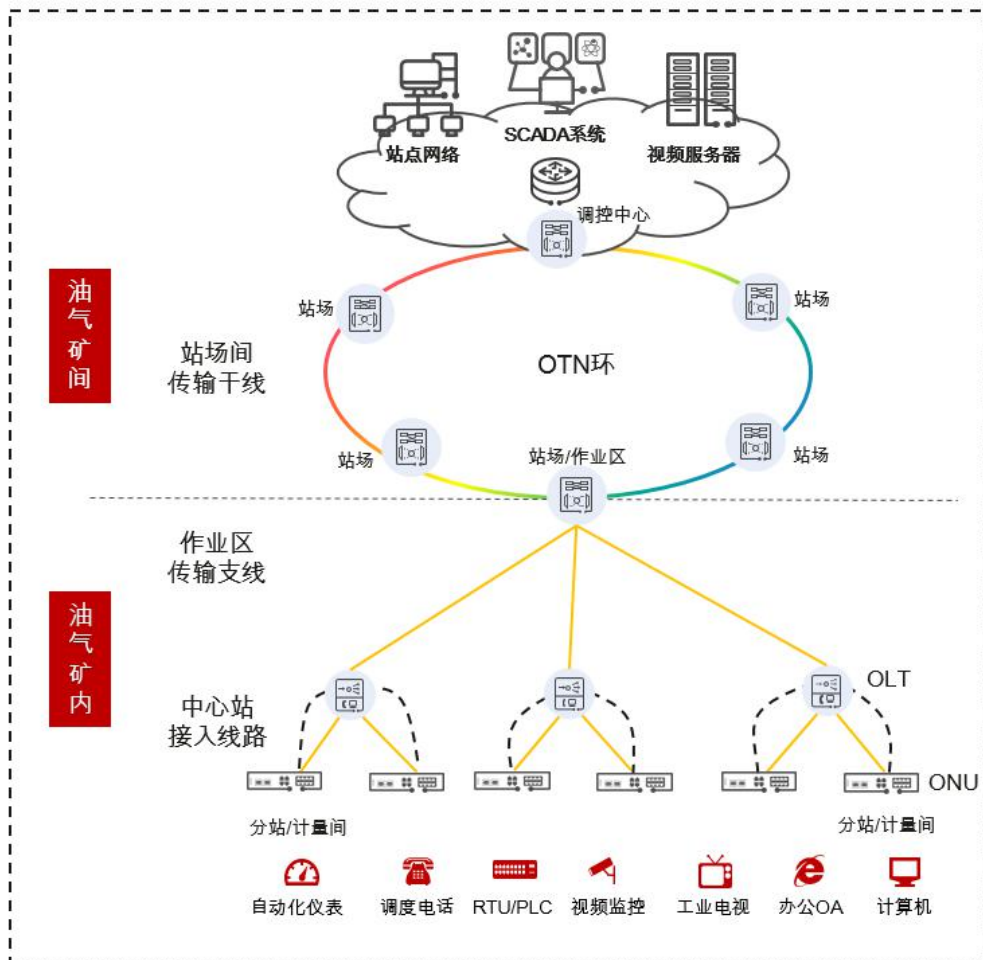 站点网络
SCADA系统
视频服务器
调控中心
油
气
矿
间
站场间
传输干线
站场
站场
OTN环
站场
站场/作业区
站场
作业区
传输支线
油
气
矿
内
中心站
接入线路
OLT
ONU
分站/计量间
分站/计量间
自动化仪表
调度电话
RTU/PLC
视频监控
工业电视
办公OA
计算机